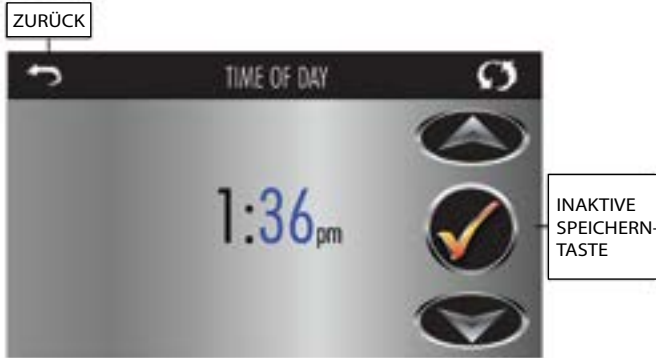 ZURÜCK
TIME OF DAY
1:36pm
INAKTIVE
SPEICHERN-
TASTE